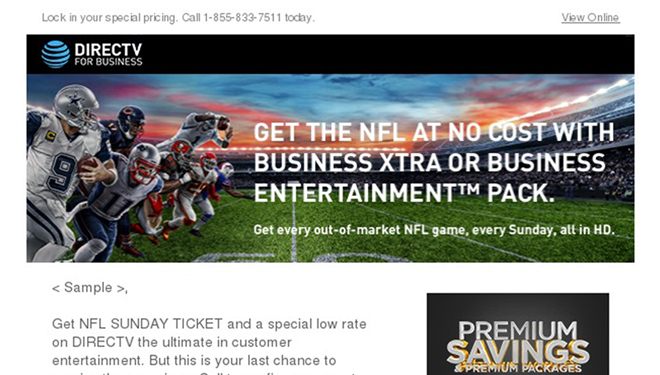 Lock in your special pricing. Call 1-855-833-7511 today.
View Online
DIRECTV
FOR BUSINESS
GET THE NFL AT NO COST WITH
BUSINESS XTRA OR BUSINESS
ENTERTAINMENT™ PACK.
Get every out-of-market NFL game, every Sunday, all in HD.
9
11
< Sample >,
Get NFL SUNDAY TICKET and a special low rate
on DIRECTV the ultimate in customer
entertainment. But this is your last chance to
PREMIUM
SAVINGS
& PREMIUM PACKAGES